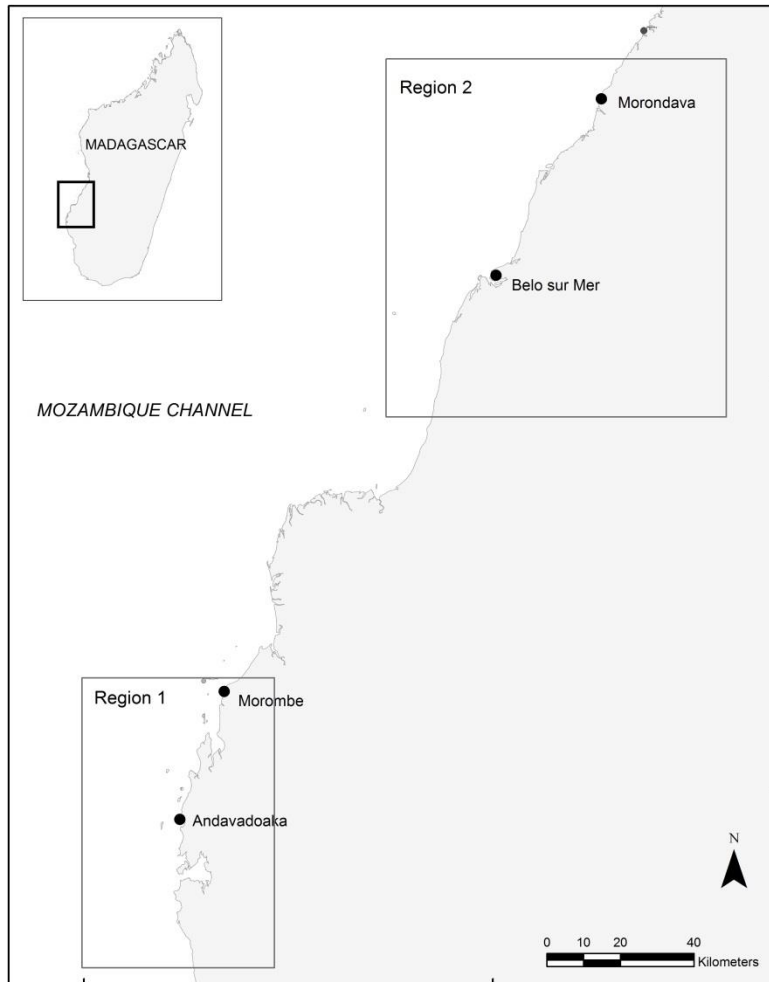 MADAGASCAR
Region 2
Morondava
Belo sur Mer
MOZAMBIQUE CHANNEL
Region 1
Morombe
Andavadoaka
N
0 10 20 40
Kilometers